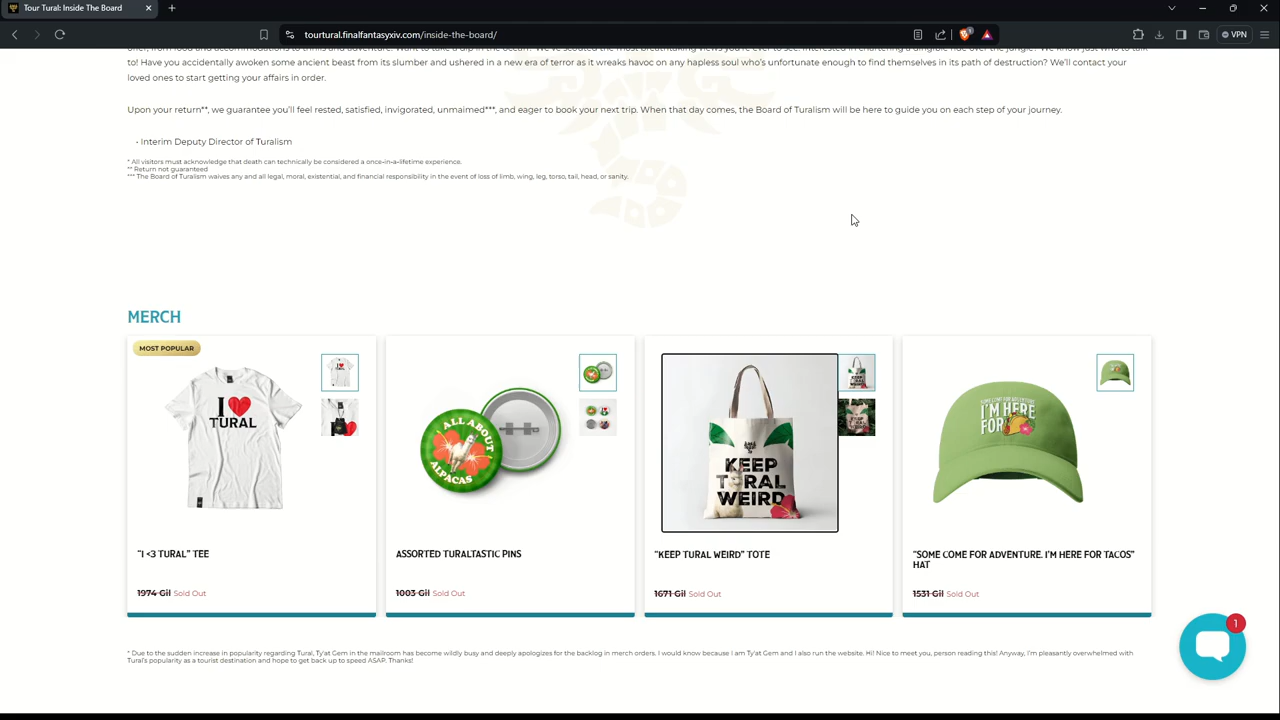 Tour Tural: Inside The Board
tourtural.finalfantasyxiv.com/inside-the-board/
VPN
to! Have you accidentally awoken some ancient beast from its slumber and ushered in a new era of terror as it wreaks havoc on any hapless soul who's unfortunate enough to find themselves in its path of destruction? We'll contact your
loved ones to start getting your affairs in order.
Upon your return**, we guarantee you'll feel rested, satisfied, invigorated, unmaimed***, and eager to book your next trip. When that day comes, the Board of Turalism will be here to guide you on each step of your journey.
- Interim Deputy Director of Turalism
* All visitors must acknowledge that death can technically be considered a once-in-a-lifetime experience.
** Return not guaranteed
*** The Board of Turalism waives any and all legal, moral, existential, and financial responsibility in the event of loss of limb, wing, leg, torso, tail, head, or sanity.
MERCH
MOST POPULAR
I
TURAL
ALL ABOUT
ALPACAS
KEEP
TURAL
WEIRD
SOME COME FOR ADVENTURE
I'M HERE
FOR
"I <3 TURAL" TEE
ASSORTED TURALTASTIC PINS
"KEEP TURAL WEIRD" TOTE
"SOME COME FOR ADVENTURE. I'M HERE FOR TACOS"
HAT
1974 Gil Sold Out
1003 Gil Sold Out
1671 Gil Sold Out
1531 Gil Sold Out
* Due to the sudden increase in popularity regarding Tural, Ty'at Gem in the mailroom has become wildly busy and deeply apologizes for the backlog in merch orders. I would know because I am Ty'at Gem and I also run the website. Hi! Nice to meet you, person reading this! Anyway, I'm pleasantly overwhelmed with
Tural's popularity as a tourist destination and hope to get back up to speed ASAP. Thanks!
1